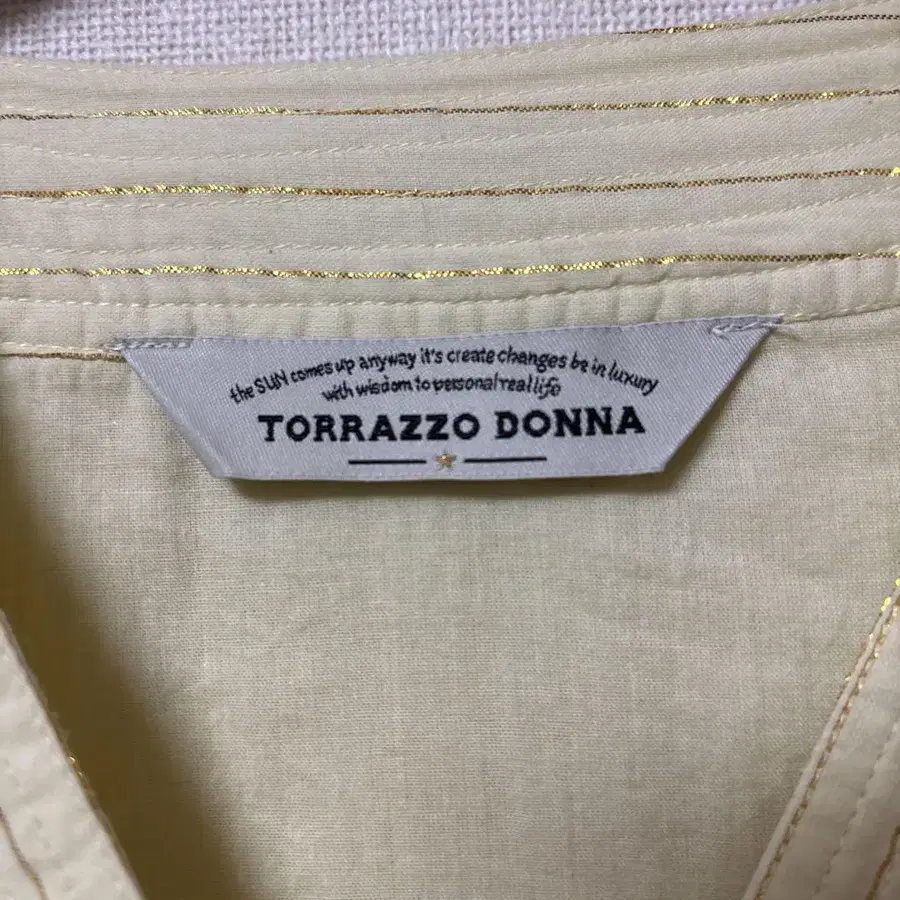 the SUN comes up anyway it's create changes be in luxury
with wisdom to personal real life
TORRAZZO DONNA